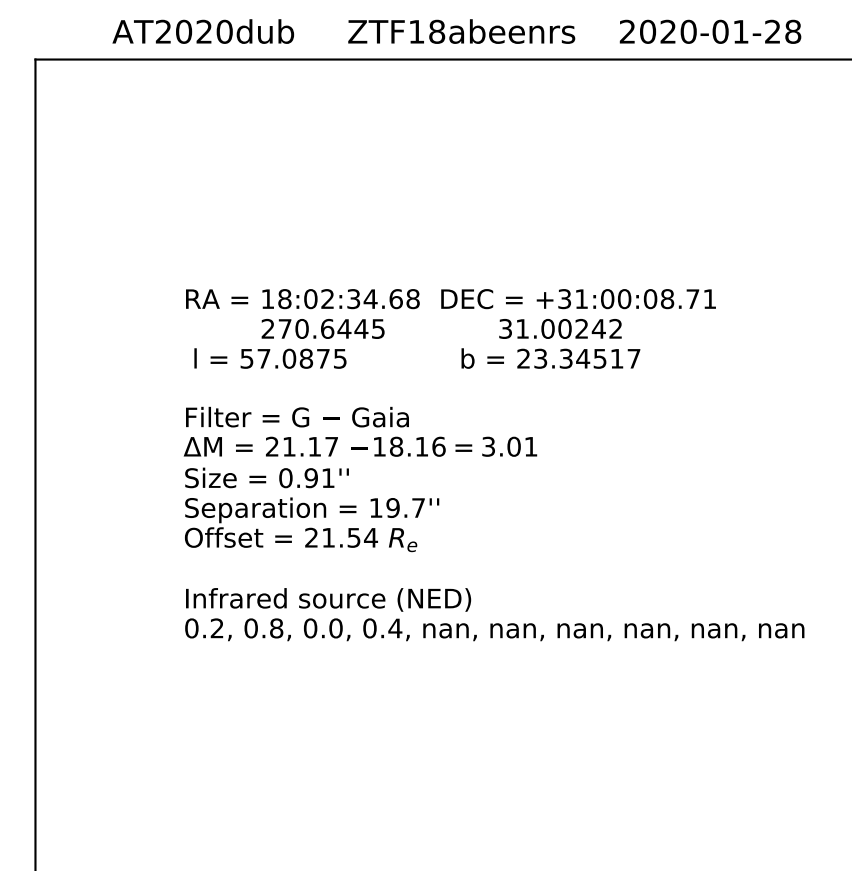 AT2020dub ZTF18abeenrs 2020-01-28
RA = 18:02:34.68 DEC = +31:00:08.71
270.6445 31.00242
l = 57.0875 b = 23.34517
Filter = G − Gaia
ΔM = 21.17 −18.16 = 3.01
Size = 0.91''
Separation = 19.7''
Offset = 21.54 Re
Infrared source (NED)
0.2, 0.8, 0.0, 0.4, nan, nan, nan, nan, nan, nan